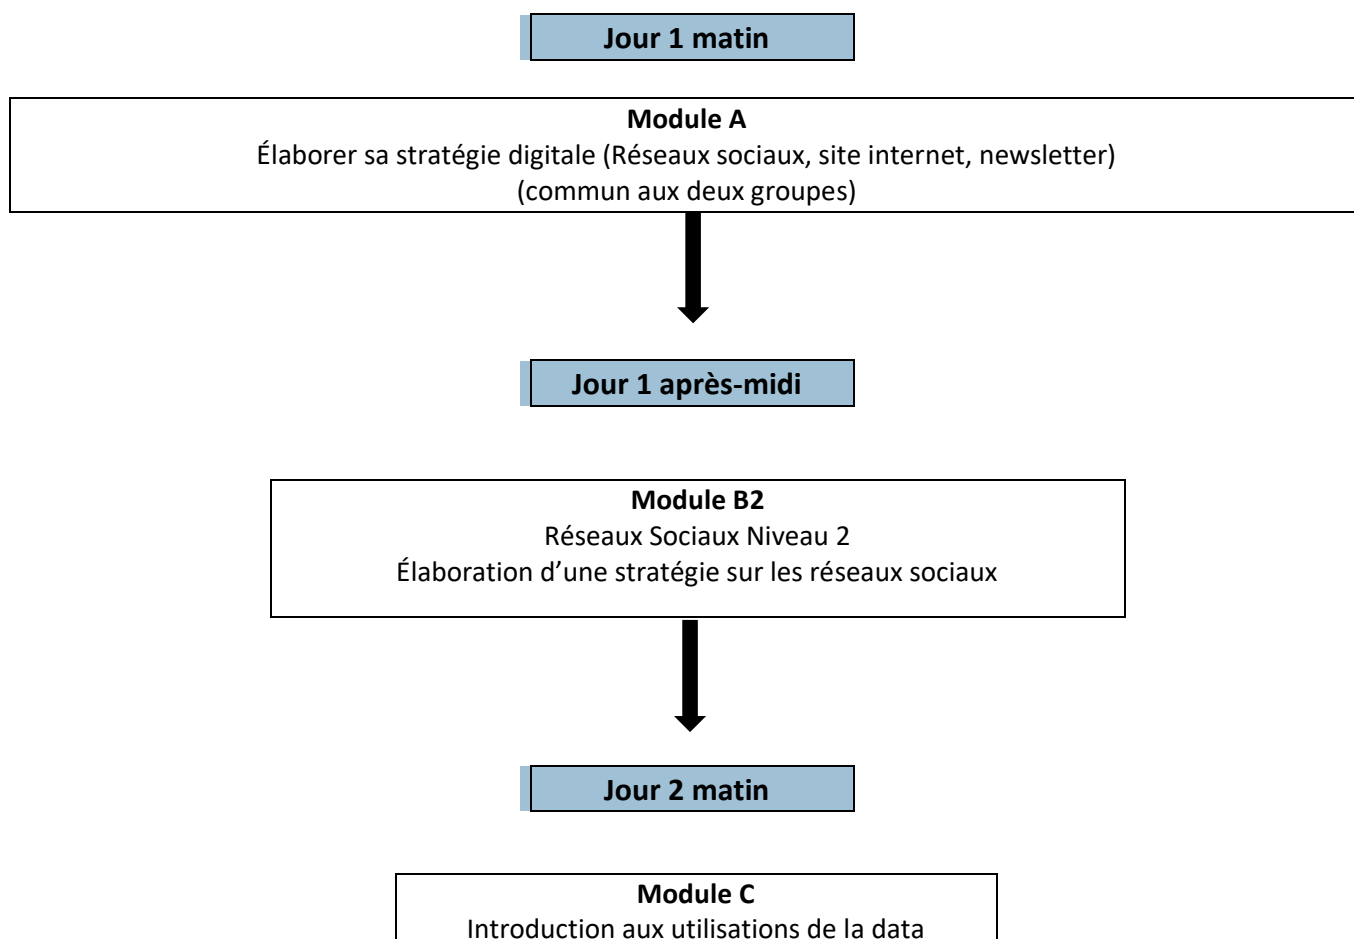 Jour 1 matin
Module A
Élaborer sa stratégie digitale (Réseaux sociaux, site internet, newsletter)
(commun aux deux groupes)
Jour 1 après-midi
Module B2
Réseaux Sociaux Niveau 2
Élaboration d’une stratégie sur les réseaux sociaux
Jour 2 matin
Module C
Introduction aux utilisations de la data